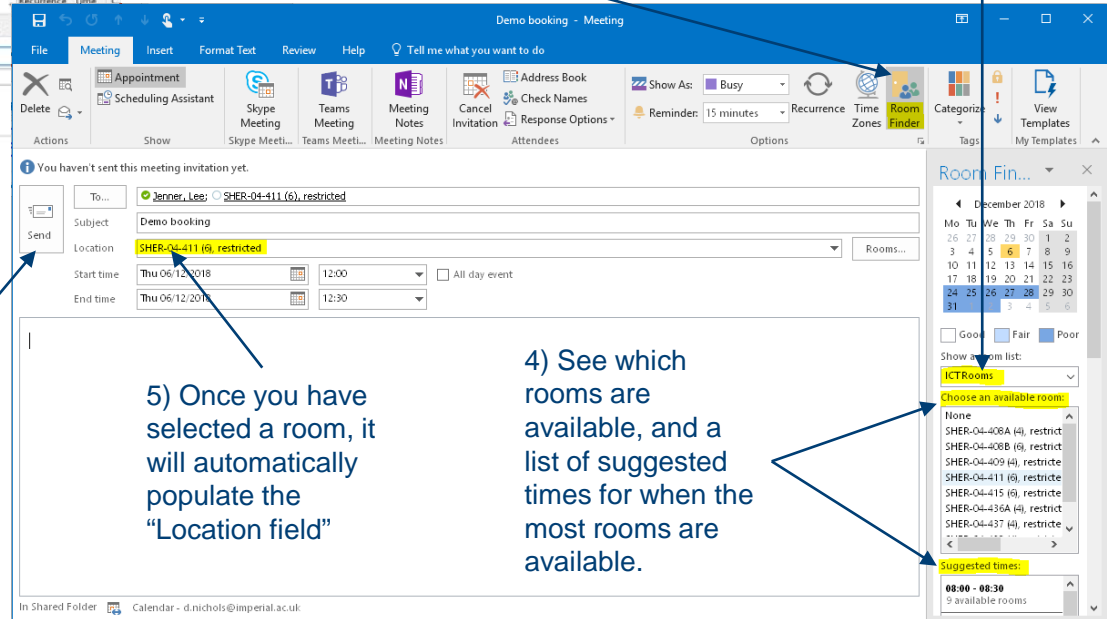 Demo booking - Meeting
File Meeting Insert Format Text Review Help Tell me what you want to do
Delete
Actions
Appointment
Scheduling Assistant
Show
Skype Meeting
Skype Meeti...
Teams Meeting
Teams Meeti...
Meeting Notes
Meeting Notes
Cancel Invitation
Address Book
Check Names
Response Options
Attendees
Show As: Busy
Reminder: 15 minutes
Recurrence
Time Zones
Room Finder
Options
Categorize
Tags
View Templates
My Templates
You haven't sent this meeting invitation yet.
Send
To... Jenner, Lee; SHER-04-411 (6), restricted
Subject Demo booking
Location SHER-04-411 (6), restricted Rooms...
Start time Thu 06/12/2018 12:00 All day event
End time Thu 06/12/2018 12:30
5) Once you have
selected a room, it
will automatically
populate the
“Location field”
4) See which
rooms are
available, and a
list of suggested
times for when the
most rooms are
available.
Room Fin...
December 2018
Mo Tu We Th Fr Sa Su
26 27 28 29 30 1 2
3 4 5 6 7 8 9
10 11 12 13 14 15 16
17 18 19 20 21 22 23
24 25 26 27 28 29 30
31 3 4 5 6
Good Fair Poor
Show a room list:
ICTRooms
Choose an available room:
None
SHER-04-408A (4), restrict
SHER-04-408B (6), restrict
SHER-04-409 (4), restricte
SHER-04-411 (6), restricte
SHER-04-415 (6), restricte
SHER-04-436A (4), restrict
SHER-04-437 (4), restricte
Suggested times:
08:00 - 08:30
9 available rooms
In Shared Folder Calendar - d.nichols@imperial.ac.uk